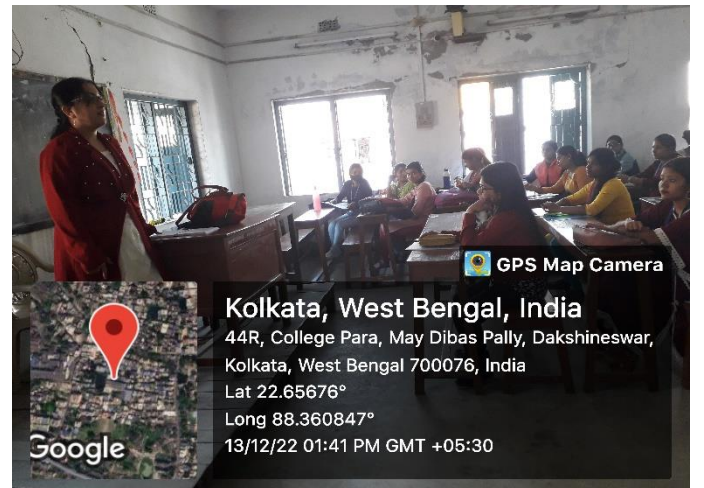 GPS Map Camera
Kolkata, West Bengal, India
44R, College Para, May Dibas Pally, Dakshineswar,
Kolkata, West Bengal 700076, India
Lat 22.65676°
Long 88.360847°
13/12/22 01:41 PM GMT +05:30
Google